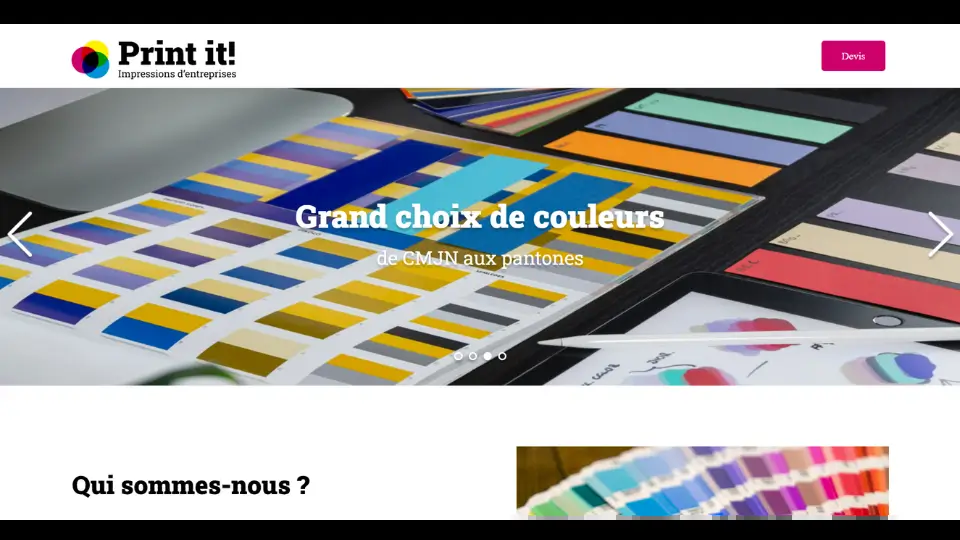 Print it!
Impressions d'entreprises
Devis
Grand choix de couleurs
de CMJN aux pantones
Qui sommes-nous ?